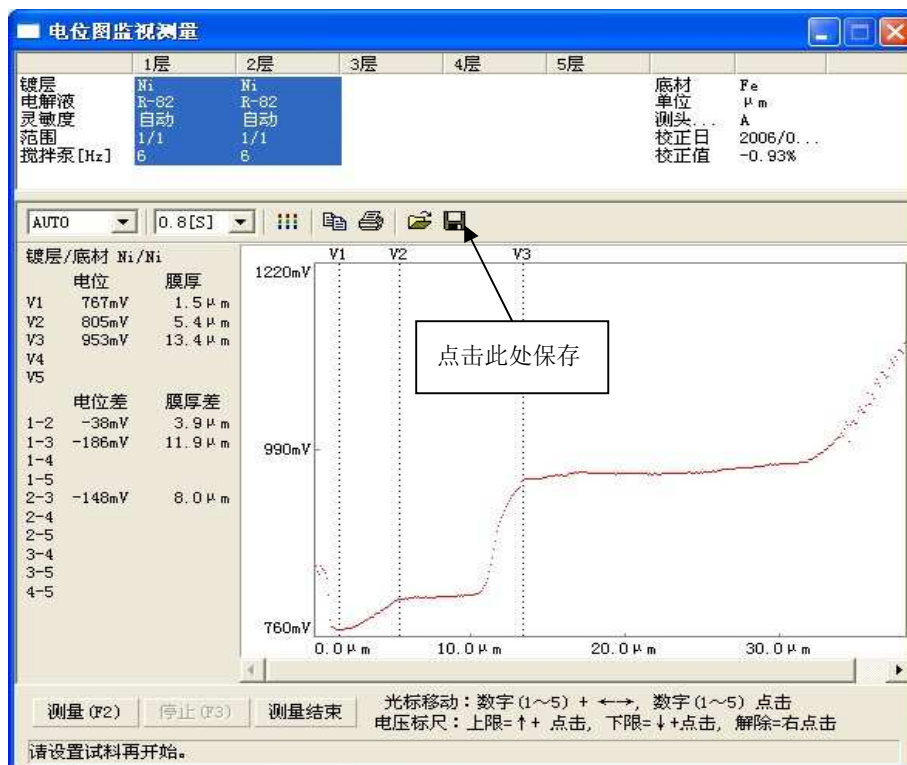 电位图监视测量
1层 2层 3层 4层 5层
镀层 Ni Ni 底材 Fe
电解液 R-82 R-82 单位 μm
灵敏度 自动 自动 测头... A
范围 1/1 1/1 校正日 2006/0...
搅拌泵[Hz] 6 6 校正值 -0.93%
AUTO 0.8[S]
镀层/底材 Ni/Ni
电位 膜厚
V1 767mV 1.5μm
V2 805mV 5.4μm
V3 953mV 13.4μm
V4
V5
电位差 膜厚差
1-2 -38mV 3.9μm
1-3 -186mV 11.9μm
1-4
1-5
2-3 -148mV 8.0μm
2-4
2-5
3-4
3-5
4-5
V1 V2 V3
1220mV
点击此处保存
990mV
760mV
0.0μm 10.0μm 20.0μm 30.0μm
测量(F2) 停止(F3) 测量结束
光标移动:数字(1~5) + ←→, 数字(1~5) 点击
电压标尺:上限=↑+ 点击, 下限=↓+点击, 解除=右点击
请设置试料再开始。